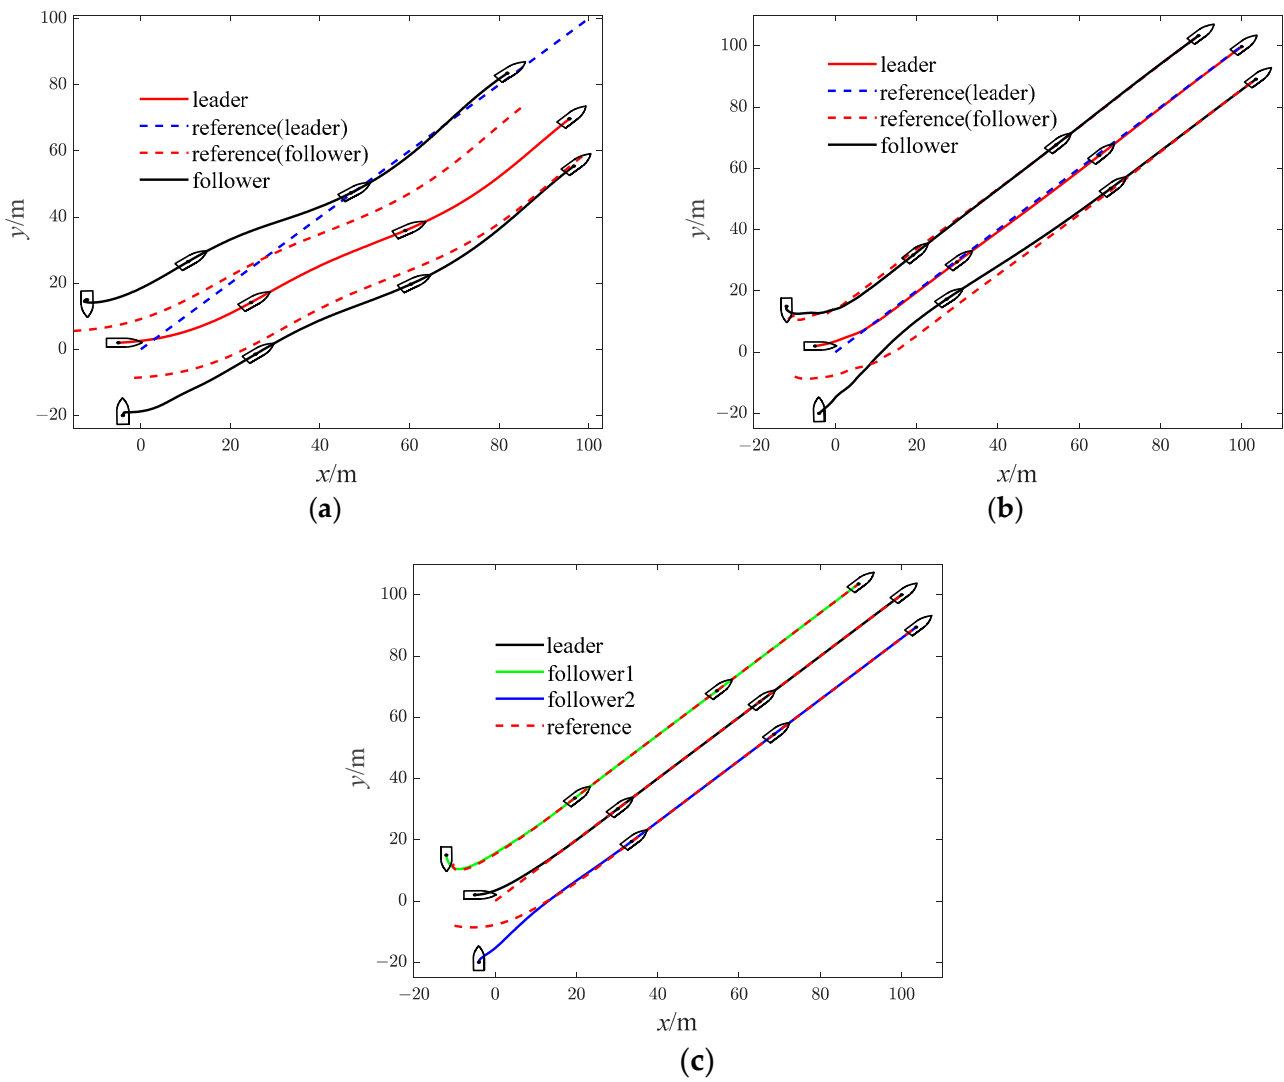 100
80
60
40
20
0
−20
0
20
40
60
80
100
y/m
x/m
leader
reference(leader)
reference(follower)
follower
(a)
100
80
60
40
20
0
−20
−20
0
20
40
60
80
100
y/m
x/m
leader
reference(leader)
reference(follower)
follower
(b)
100
80
60
40
20
0
−20
−20
0
20
40
60
80
100
y/m
x/m
leader
follower1
follower2
reference
(c)